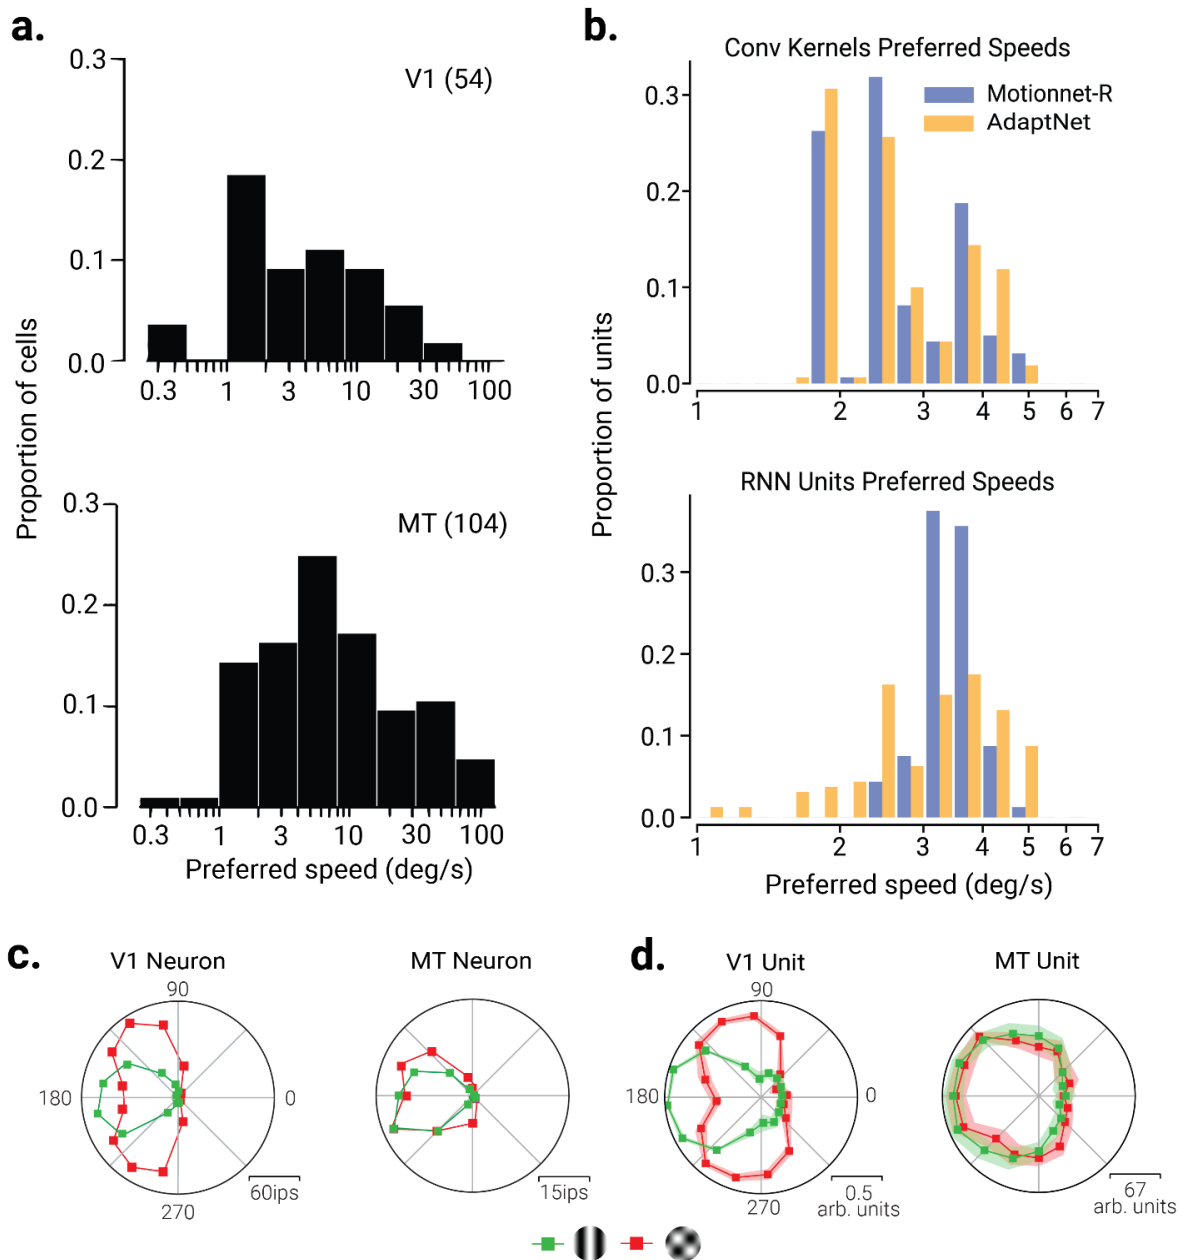 a.
Proportion of cells
V1 (54)
0.3
0.2
0.1
0.0
0.3 1 3 10 30 100
MT (104)
0.3
0.2
0.1
0.0
0.3 1 3 10 30 100
Preferred speed (deg/s)
b.
Proportion of units
Conv Kernels Preferred Speeds
Motionnet-R
AdaptNet
0.3
0.2
0.1
0.0
1 2 3 4 5 6 7
RNN Units Preferred Speeds
0.3
0.2
0.1
0.0
1 2 3 4 5 6 7
Preferred speed (deg/s)
c.
V1 Neuron
90
180
0
270
60ips
MT Neuron
15ips
d.
V1 Unit
90
180
0
270
0.5
arb. units
MT Unit
67
arb. units